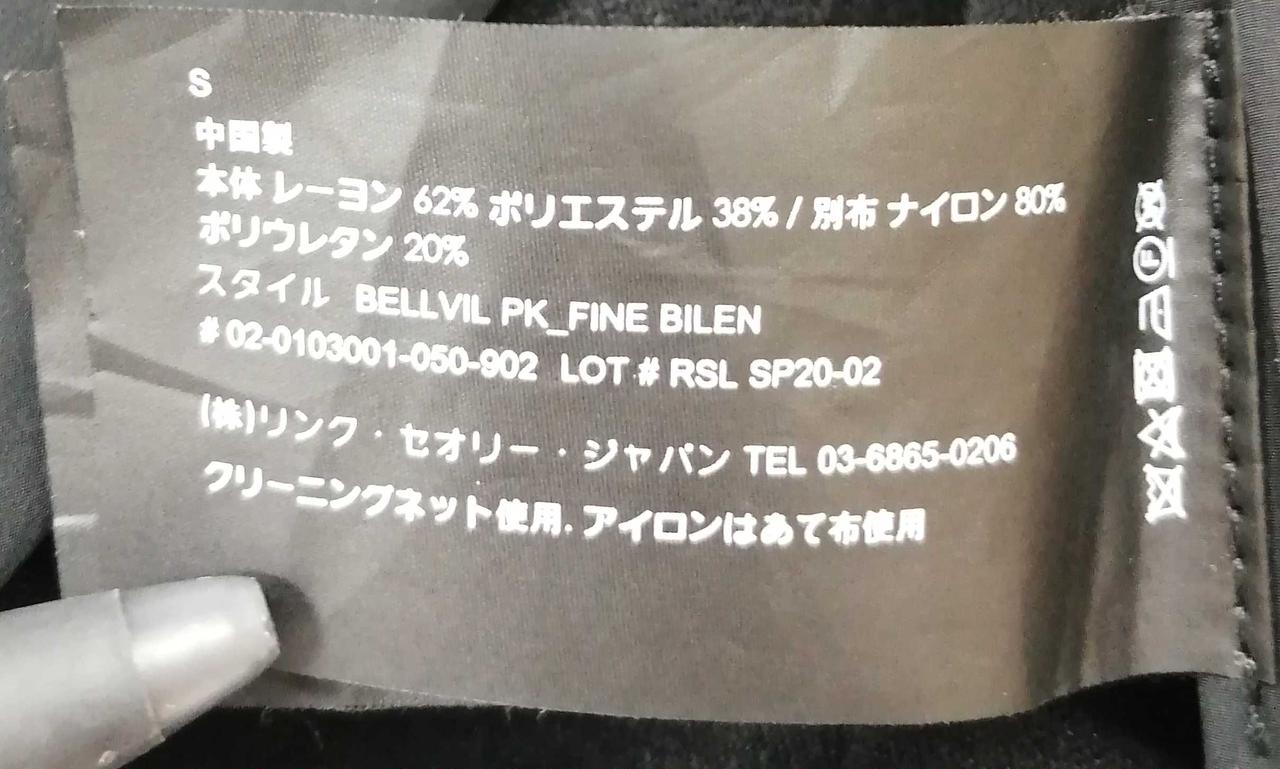 S
中国製
本体 レーヨン 62% ポリエステル 38% / 別布 ナイロン 80%
ポリウレタン 20%
スタイル BELLVIL PK_FINE BILEN
# 02-0103001-050-902 LOT # RSL SP20-02
(株)リンク・セオリー・ジャパン TEL 03-6865-0206
クリーニングネット使用. アイロンはあて布使用